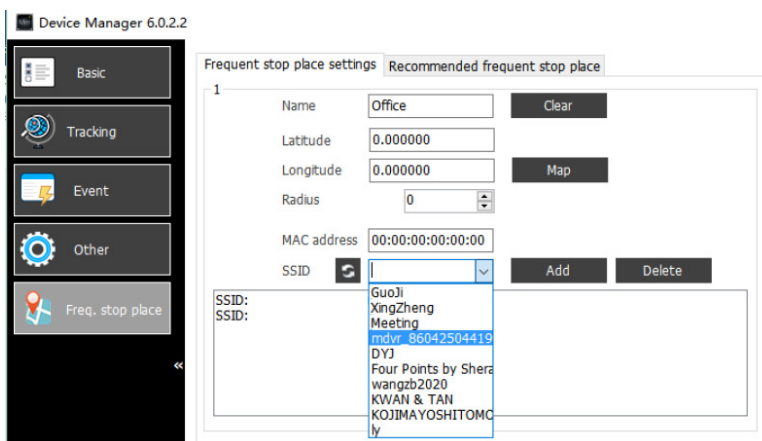 Device Manager 6.0.2.2
Basic
Tracking
Event
Other
Freq. stop place
«
Frequent stop place settings Recommended frequent stop place
1
Name Office Clear
Latitude 0.000000
Longitude 0.000000 Map
Radius 0
MAC address 00:00:00:00:00:00
SSID Add Delete
SSID:
SSID:
GuoJi
XingZheng
Meeting
mdvr_86042504419
DYJ
Four Points by Shera
wangzb2020
KWAN & TAN
KOJIMAYOSHITOMO
ly